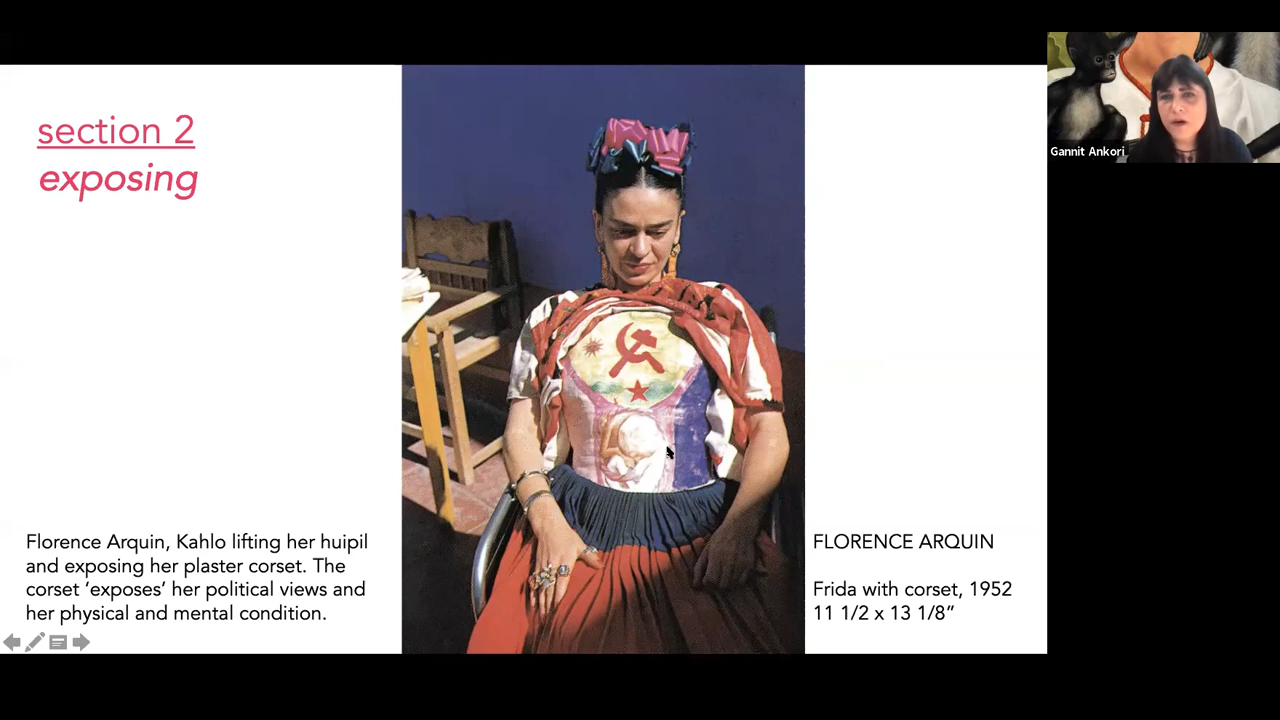 section 2
exposing
Florence Arquin, Kahlo lifting her huipil
and exposing her plaster corset. The
corset ‘exposes’ her political views and
her physical and mental condition.
FLORENCE ARQUIN
Frida with corset, 1952
11 1/2 x 13 1/8”
Gannit Ankori